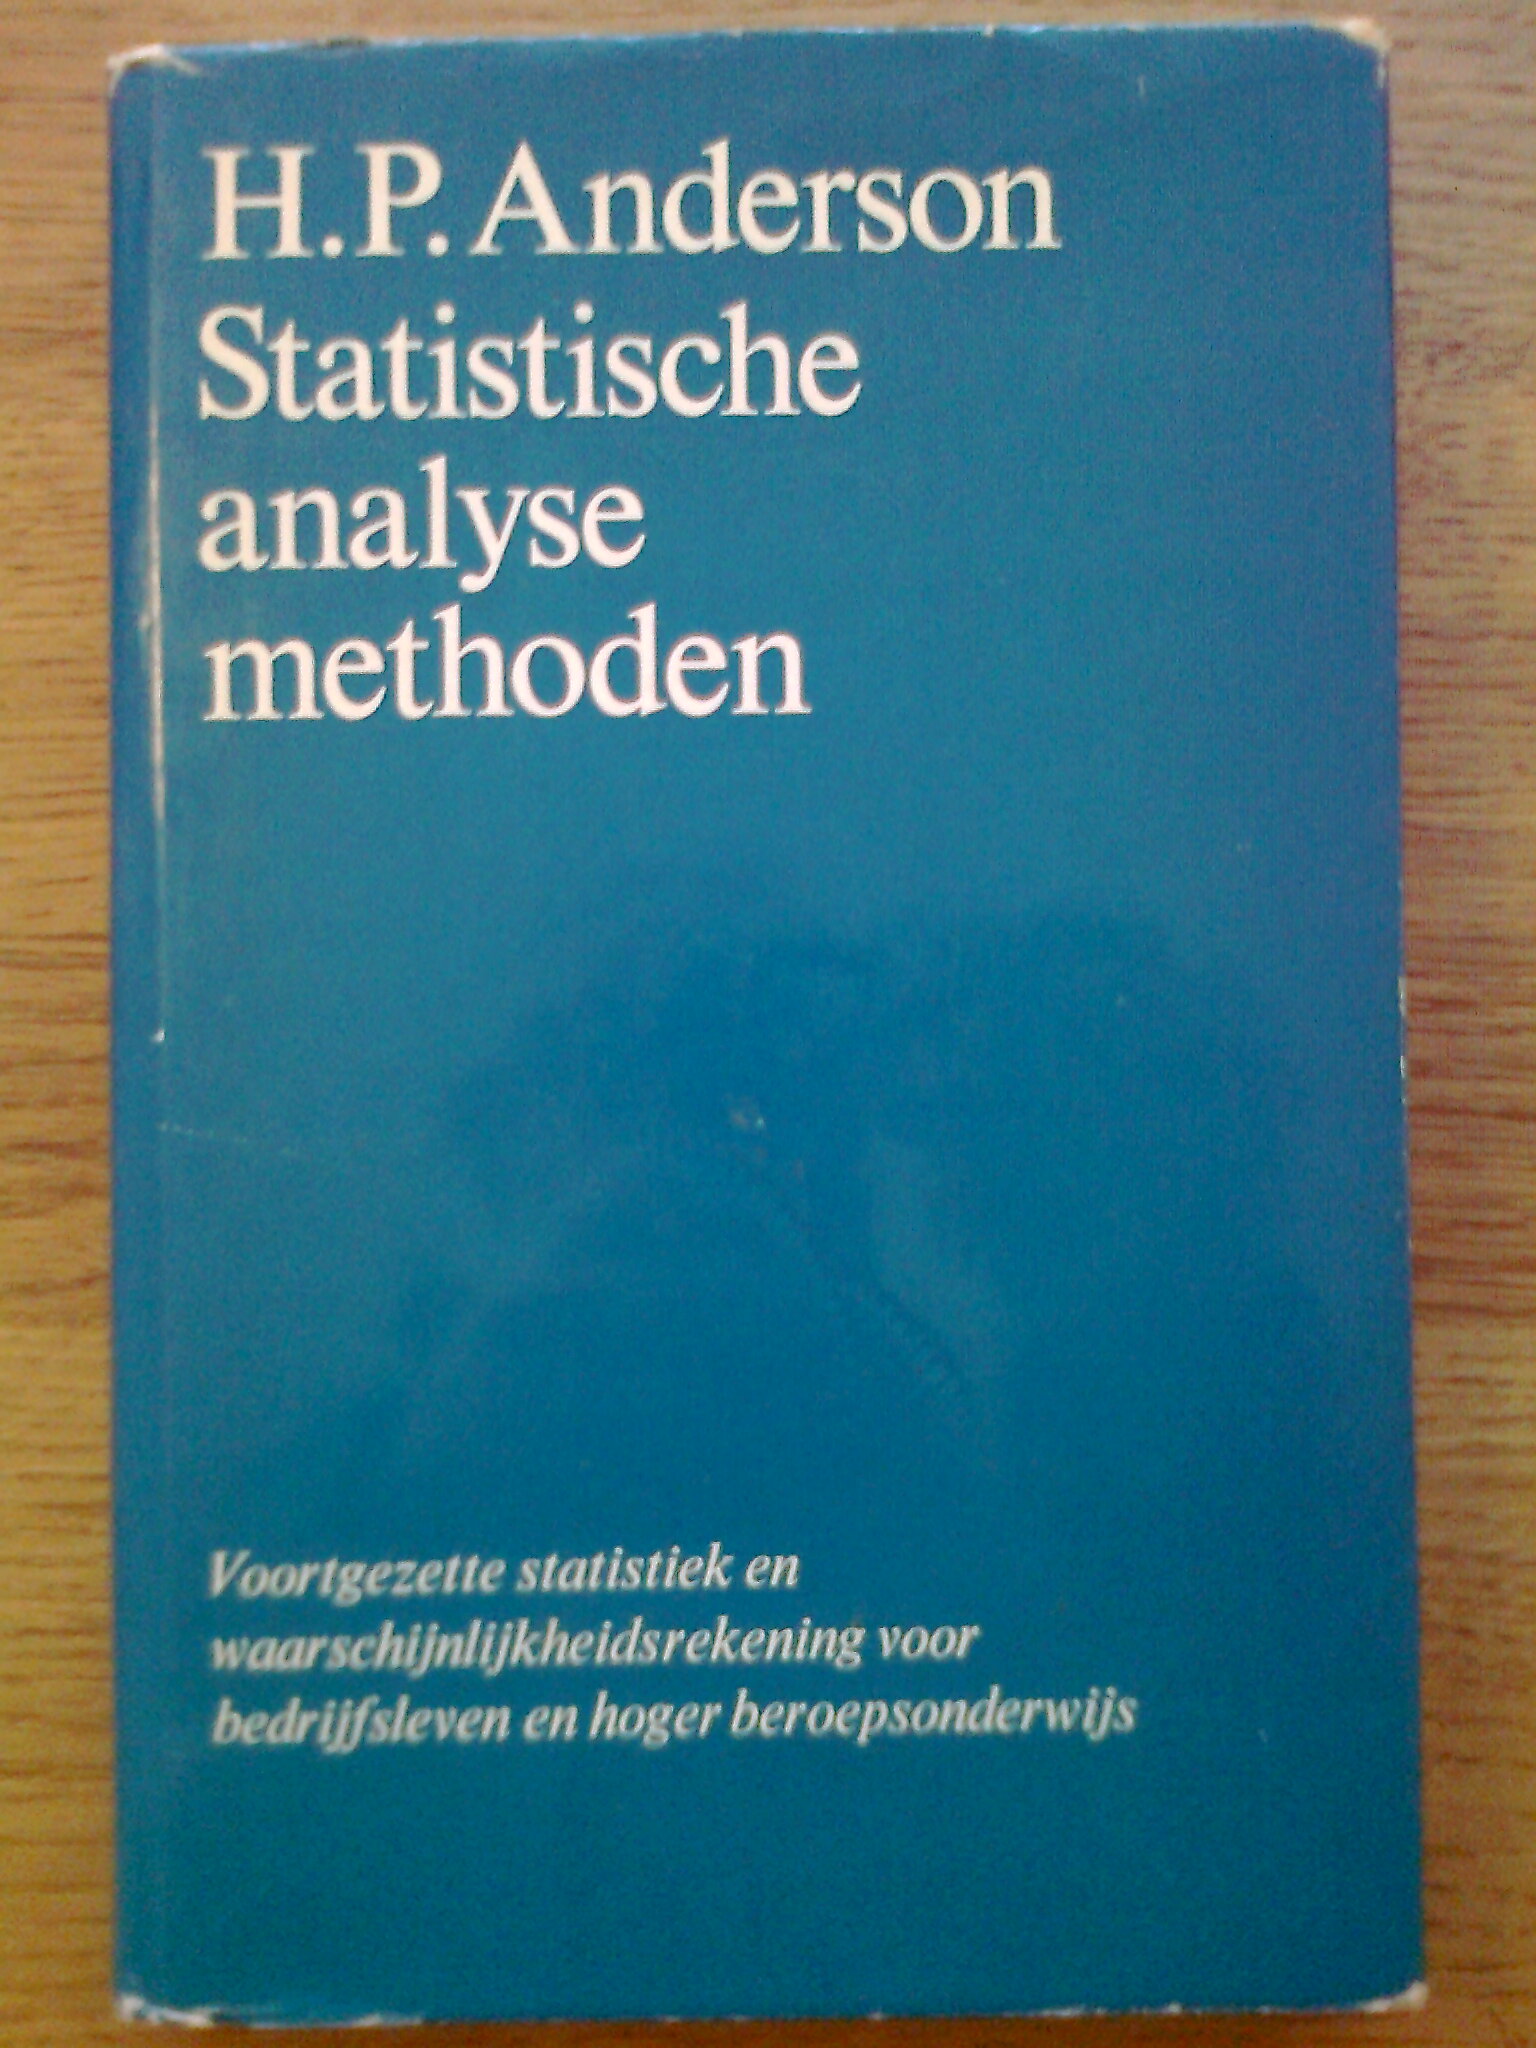 H.P. Anderson
Statistische
analyse
methoden
Voortgezette statistiek en
waarschijnlijkheidsrekening voor
bedrijfsleven en hoger beroepsonderwijs